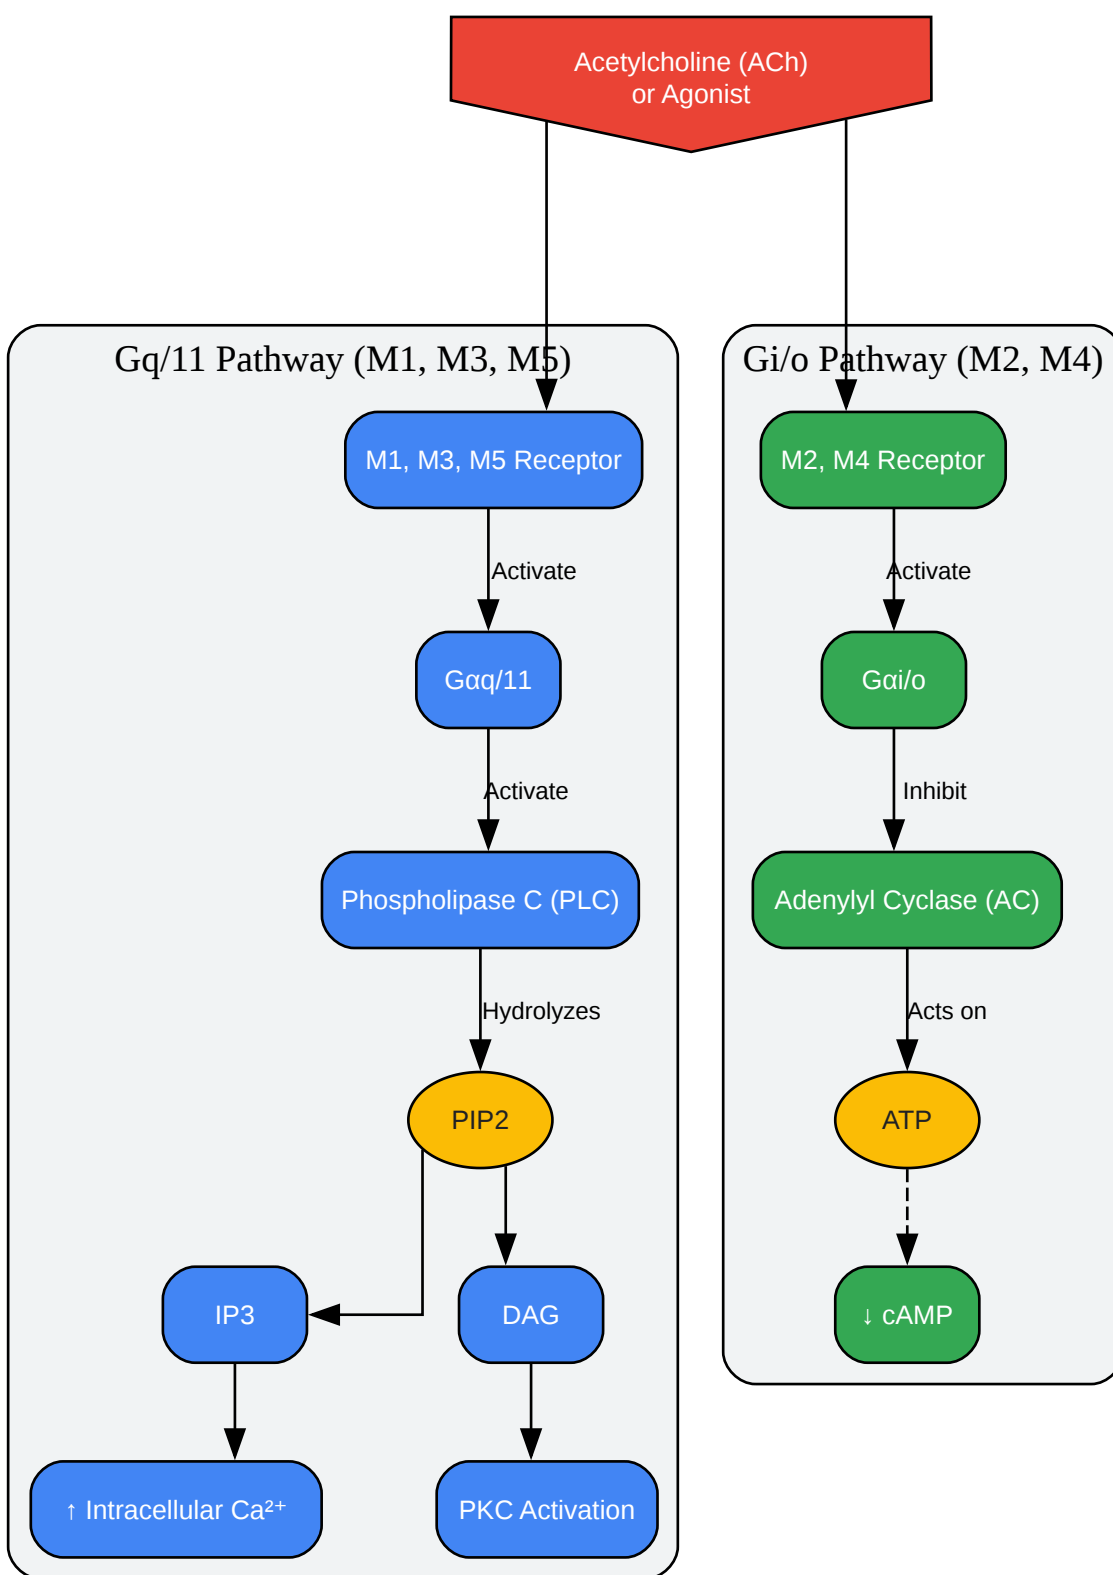 Acetylcholine (ACh)
or Agonist
Gq/11 Pathway (M1, M3, M5)
M1, M3, M5 Receptor
Activate
Gαq/11
Activate
Phospholipase C (PLC)
Hydrolyzes
PIP2
IP3
DAG
↑ Intracellular Ca²⁺
PKC Activation
Gi/o Pathway (M2, M4)
M2, M4 Receptor
Activate
Gαi/o
Inhibit
Adenylyl Cyclase (AC)
Acts on
ATP
↓ cAMP